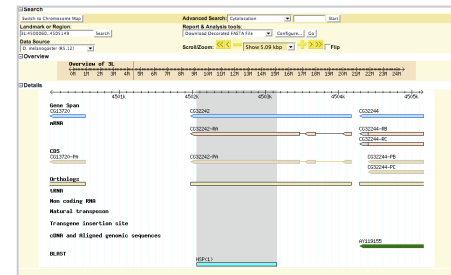 Search
Switch to Chromosome Map
Advanced Search: Cytolocation
Start
Landmark or Region:
Search
Report & Analysis tools:
Download Decorated FASTA File
Configure...
Go
Data Source
D. melanogaster (R5.12)
Scroll/Zoom:
Show 5.09 kbp
Flip
Overview
Overview of 3L
0M 1M 2M 3M 4M 5M 6M 7M 8M 9M 10M 11M 12M 13M 14M 15M 16M 17M 18M 19M 20M 21M 22M 23M 24M
Details
4501k 4502k 4503k 4504k 4505k
Gene Span
CG13720 CG32242 CG32244
mRNA
CG32242-RA CG32244-RB
CG32244-RC
CDS
CG13720-PA CG32242-PA CG32244-PB
CG32244-PC
Orthologs
tRNA
Non coding RNA
Natural transposon
Transgene insertion site
cDNA and Aligned genomic sequences
AY119155
BLAST
HSP(1)